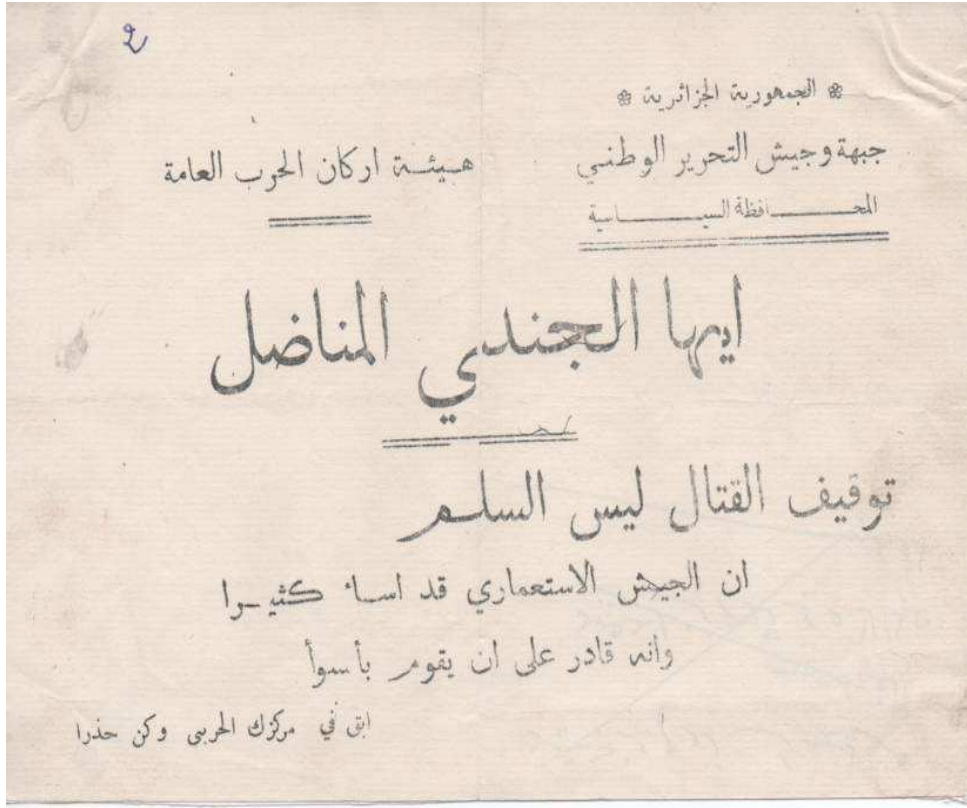 2
❀ الجمهورية الجزائرية ❀
جبهة وجيش التحرير الوطني
هيئة اركان الحرب العامة
المحافظة السياسية
ايها الجندي المناضل
توقيف القتال ليس السلم
ان الجيش الاستعماري قد اساء كثيرا
وانه قادر على ان يقوم بأسوأ
ابق في مركزك الحربي وكن حذرا